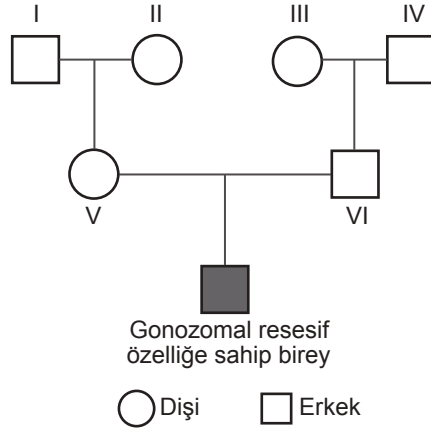 I II III IV
V VI
Gonozomal resesif
özelliğe sahip birey
Dişi Erkek